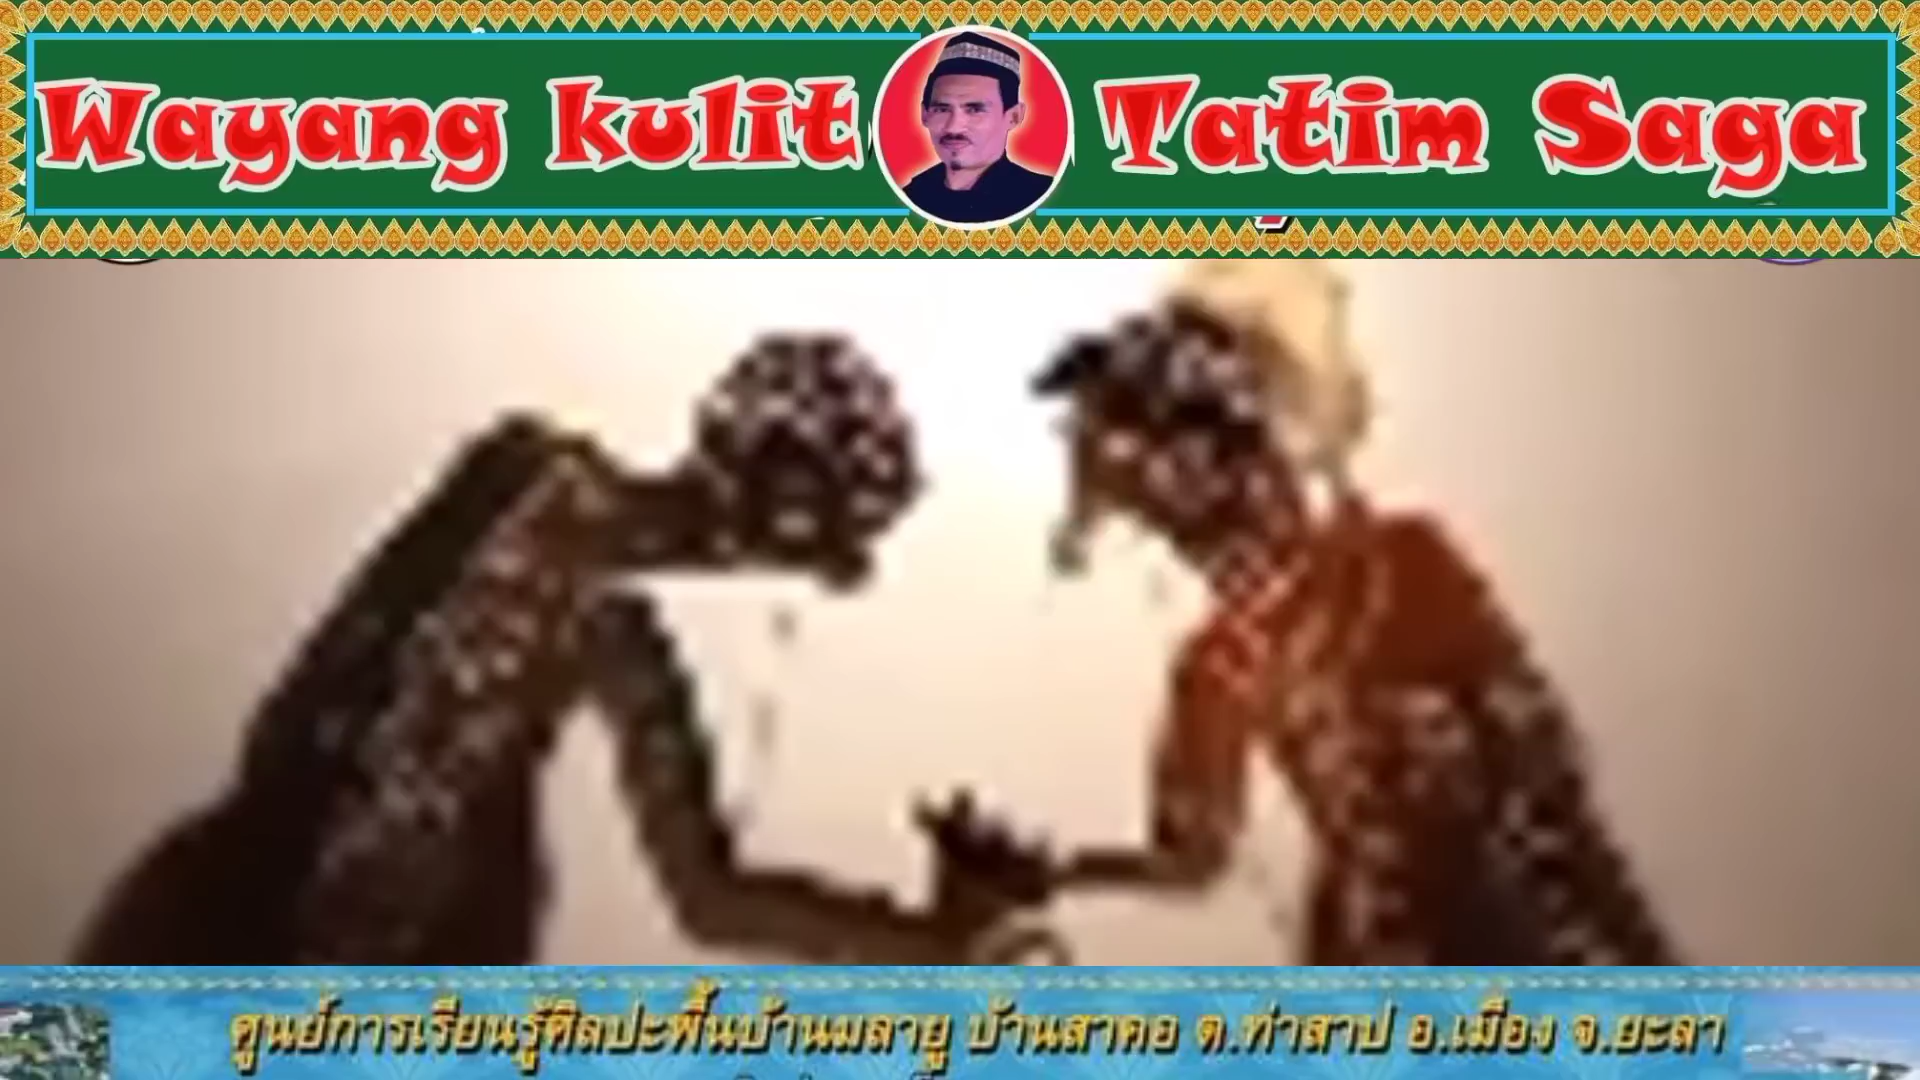 Wayang kulit Tatim Saga
ศูนย์การเรียนรู้ศิลปะพื้นบ้านมลายู บ้านสาคอ ต.ท่าสาป อ.เมือง จ.ยะลา